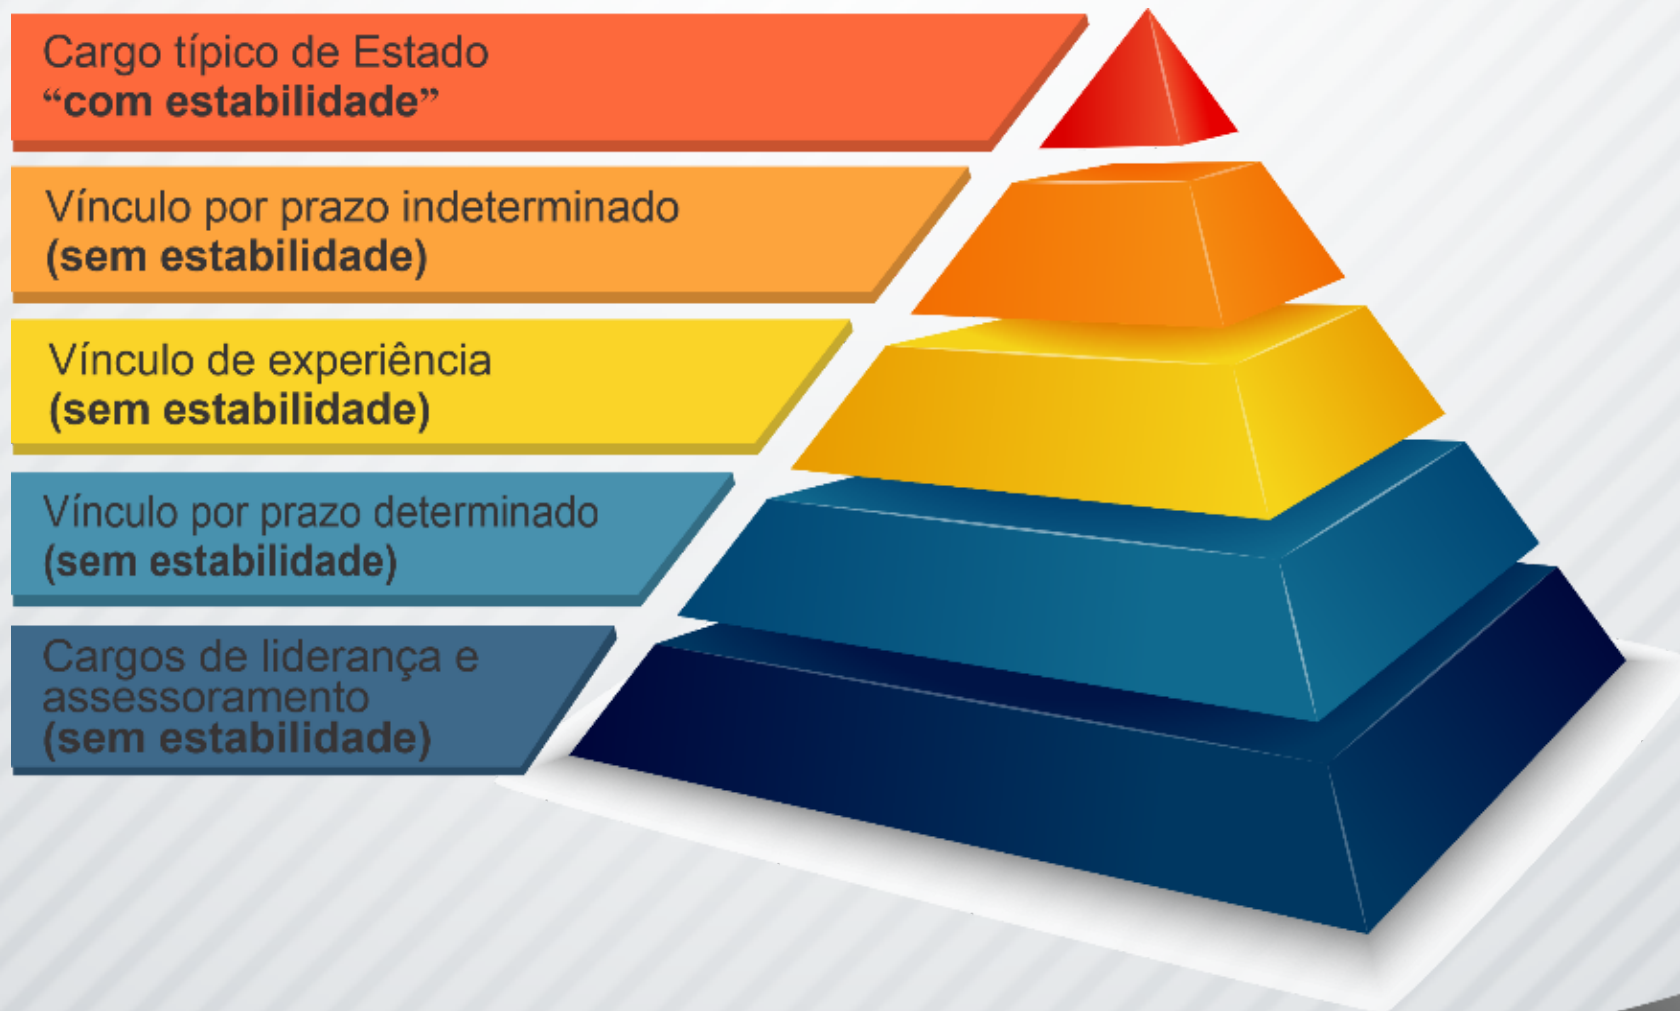 Cargo típico de Estado
“com estabilidade”
Vínculo por prazo indeterminado
(sem estabilidade)
Vínculo de experiência
(sem estabilidade)
Vínculo por prazo determinado
(sem estabilidade)
Cargos de liderança e
assessoramento
(sem estabilidade)